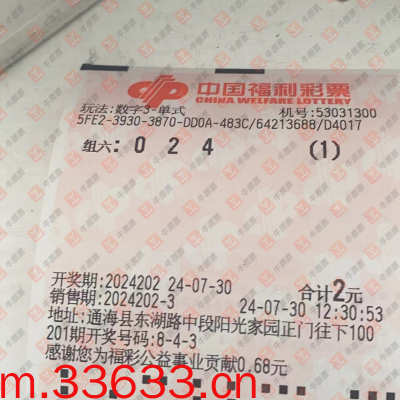 中国福利彩票
CHINA WELFARE LOTTERY
玩法:数字3-单式 机号:53031300
5FE2-3930-3870-DD0A-483C/64213688/D4017
组六: 0 2 4 (1)
开奖期:2024202 24-07-30 合计2元
销售期:2024202-3 24-07-30 12:30:53
地址:通海县东湖路中段阳光家园正门往下100
201期开奖号码:8-4-3
感谢您为福彩公益事业贡献0.68元
m.33633.cn